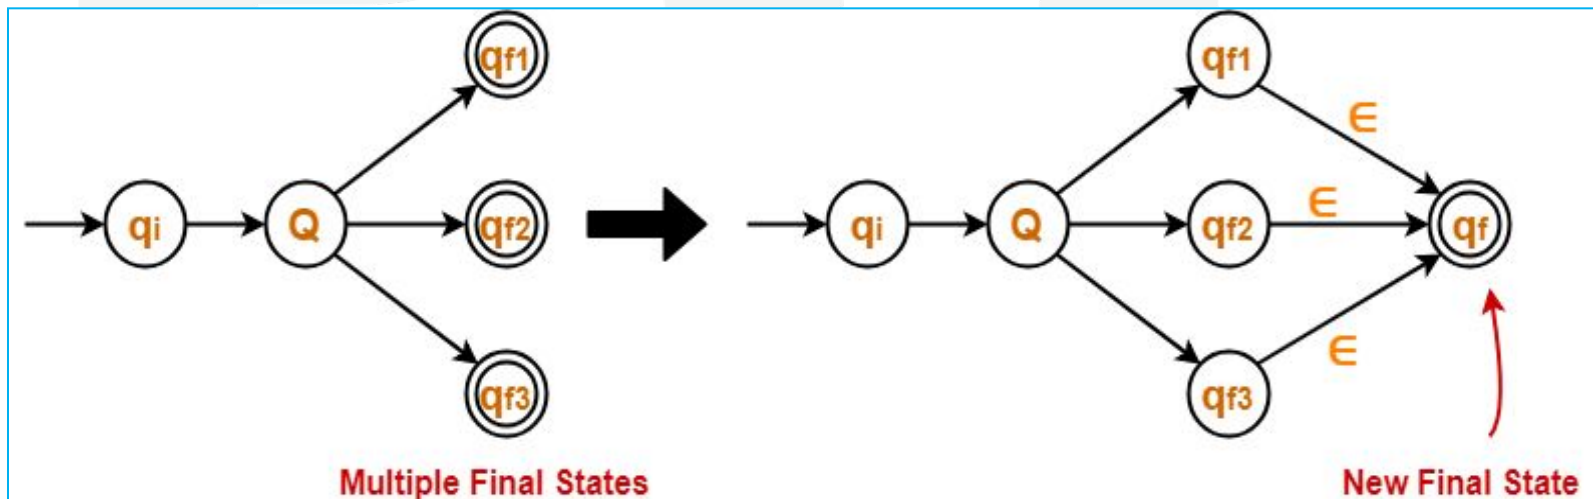 qf1
qf1
∈
qi
Q
qf2
qi
Q
qf2
∈
qf
∈
qf3
qf3
Multiple Final States
New Final State